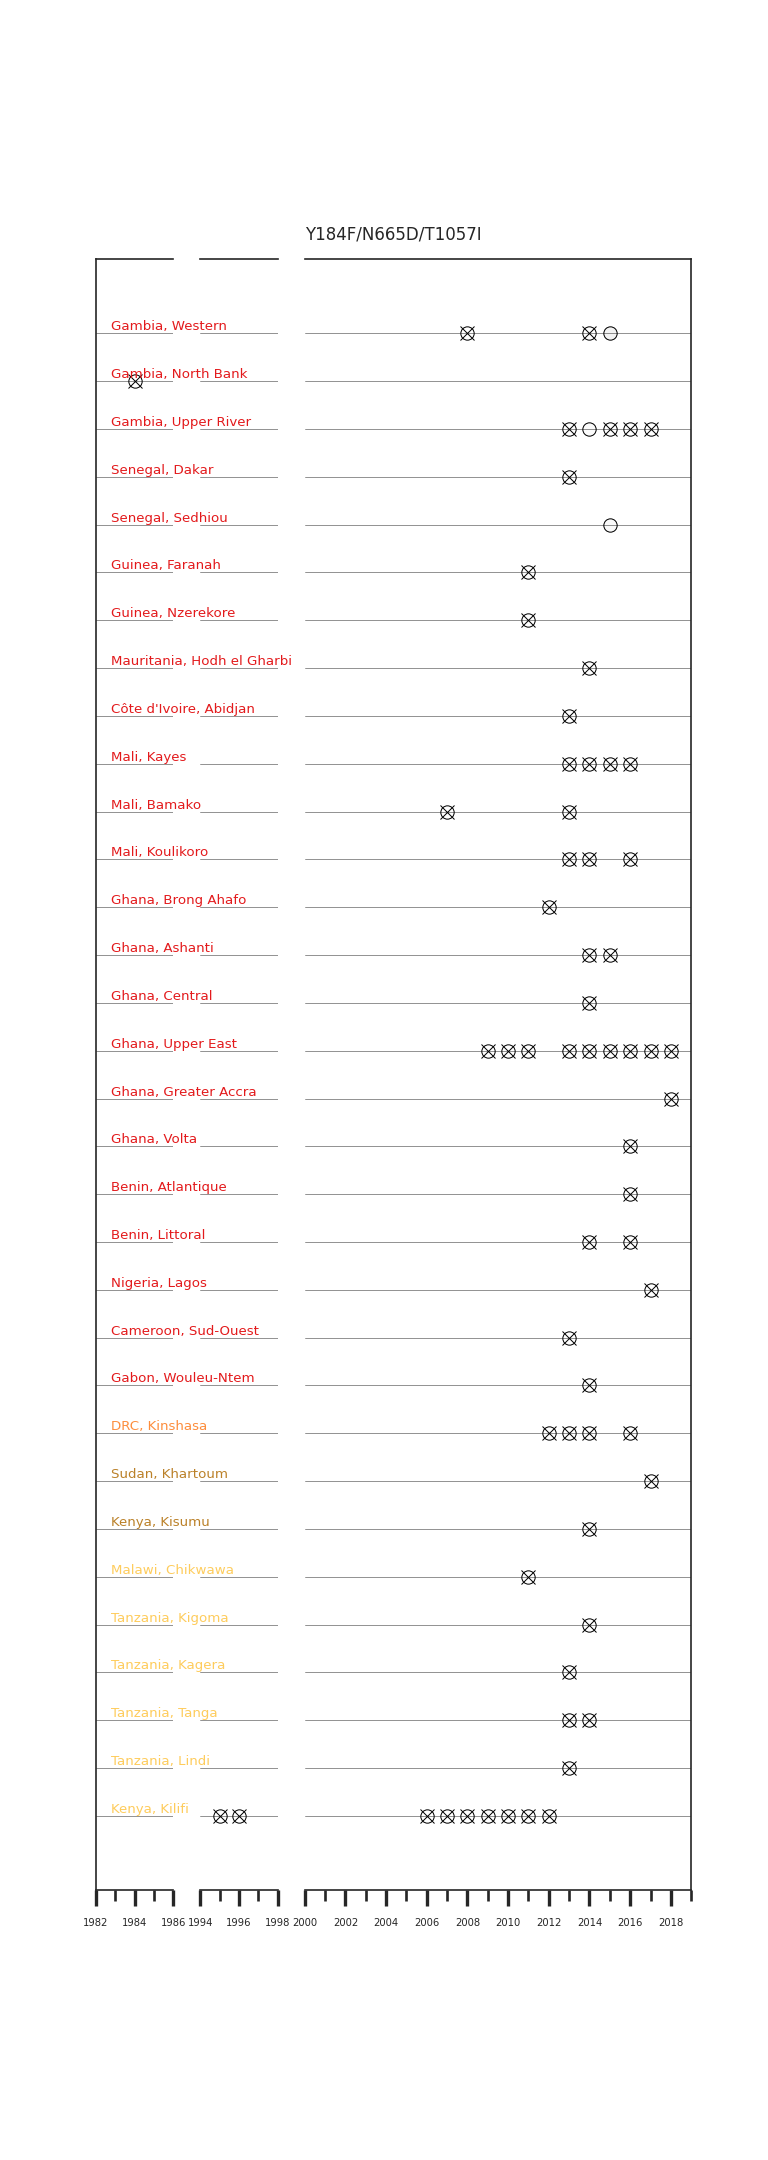 Y184F/N665D/T1057I
Gambia, Western
Gambia, North Bank
Gambia, Upper River
Senegal, Dakar
Senegal, Sedhiou
Guinea, Faranah
Guinea, Nzerekore
Mauritania, Hodh el Gharbi
Côte d'Ivoire, Abidjan
Mali, Kayes
Mali, Bamako
Mali, Koulikoro
Ghana, Brong Ahafo
Ghana, Ashanti
Ghana, Central
Ghana, Upper East
Ghana, Greater Accra
Ghana, Volta
Benin, Atlantique
Benin, Littoral
Nigeria, Lagos
Cameroon, Sud-Ouest
Gabon, Wouleu-Ntem
DRC, Kinshasa
Sudan, Khartoum
Kenya, Kisumu
Malawi, Chikwawa
Tanzania, Kigoma
Tanzania, Kagera
Tanzania, Tanga
Tanzania, Lindi
Kenya, Kilifi
1982 1984 1986 1994 1996 1998 2000 2002 2004 2006 2008 2010 2012 2014 2016 2018